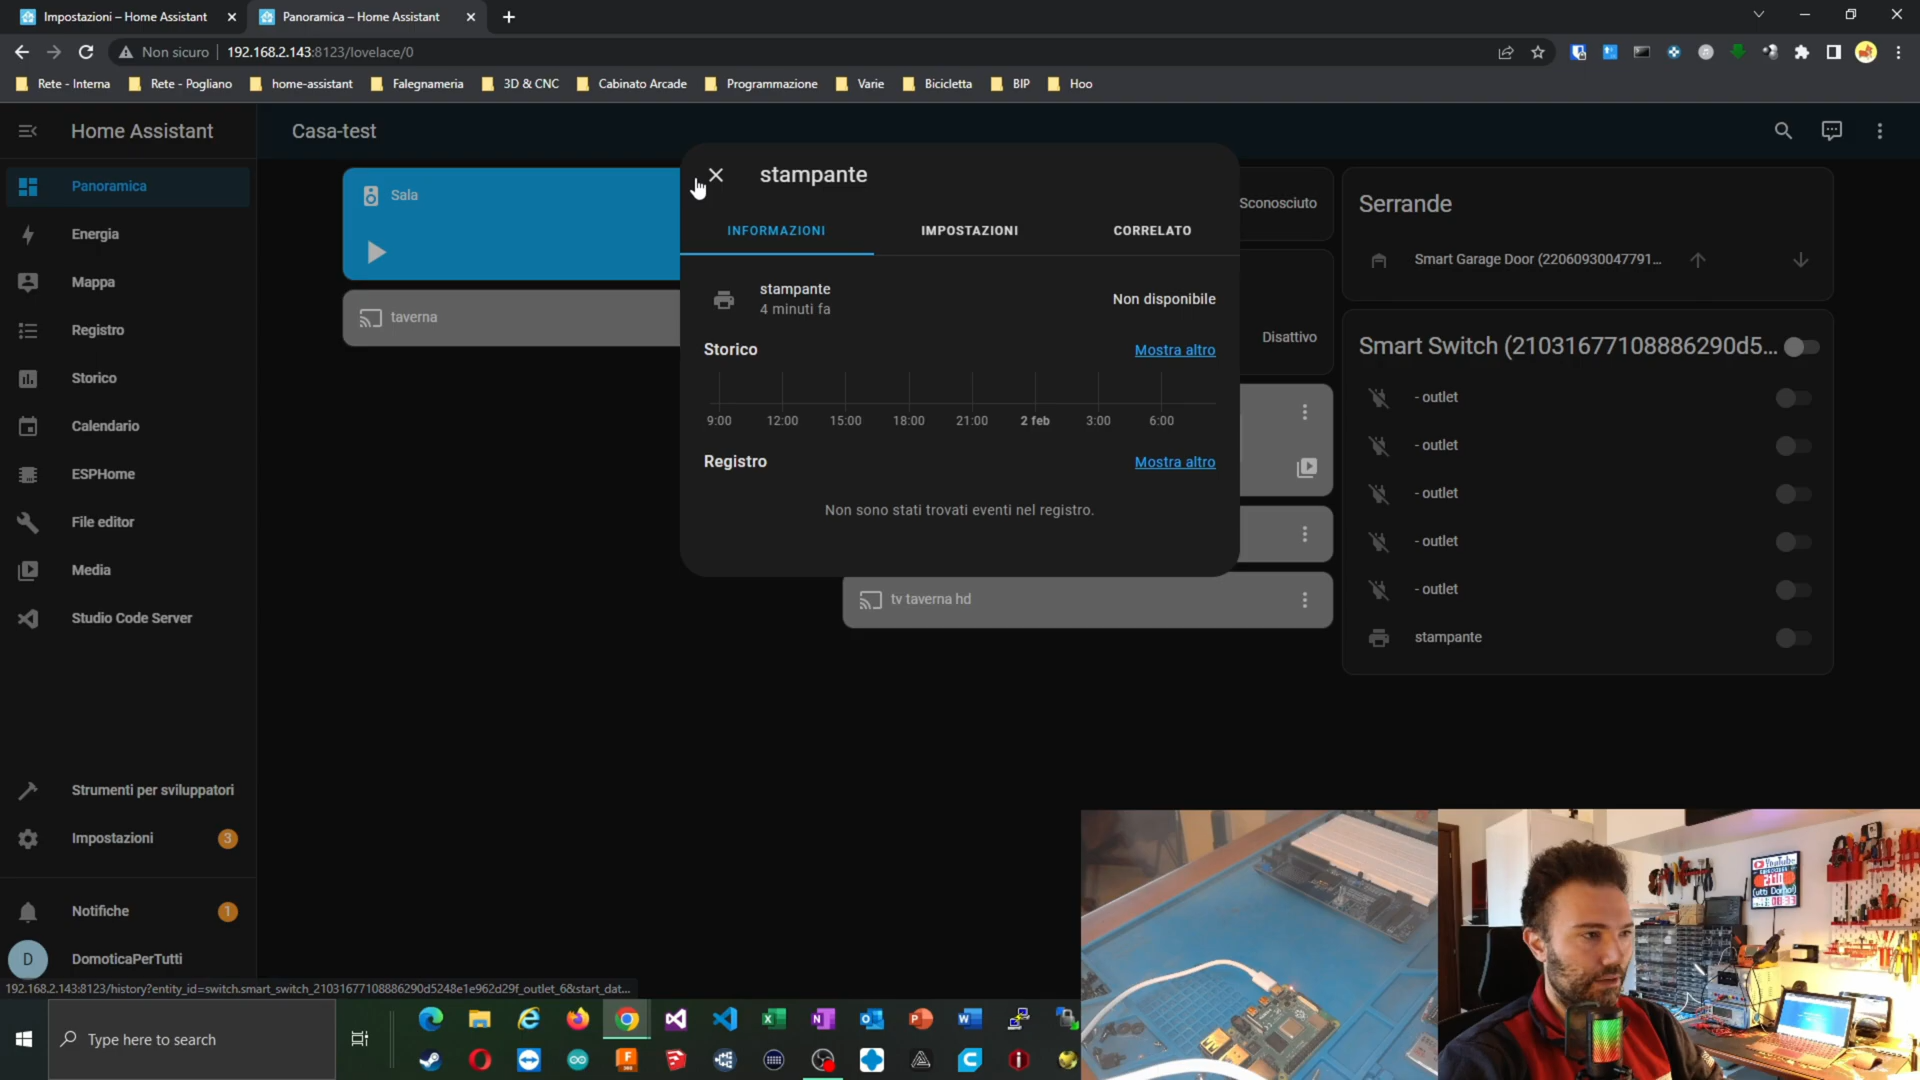 Impostazioni – Home Assistant
Panoramica – Home Assistant
Non sicuro
192.168.2.143:8123/lovelace/0
Rete - Interna
Rete - Pogliano
home-assistant
Falegnameria
3D & CNC
Cabinato Arcade
Programmazione
Varie
Bicicletta
BIP
Hoo
Home Assistant
Casa-test
Panoramica
Energia
Mappa
Registro
Storico
Calendario
ESPHome
File editor
Media
Studio Code Server
Strumenti per sviluppatori
Impostazioni
3
Notifiche
1
D
DomoticaPerTutti
Sala
taverna
stampante
INFORMAZIONI
IMPOSTAZIONI
CORRELATO
stampante
4 minuti fa
Non disponibile
Storico
Mostra altro
9:00
12:00
15:00
18:00
21:00
2 feb
3:00
6:00
Registro
Mostra altro
Non sono stati trovati eventi nel registro.
Sconosciuto
Disattivo
tv taverna hd
Serrande
Smart Garage Door (22060930047791...
Smart Switch (21031677108886290d5...
- outlet
- outlet
- outlet
- outlet
- outlet
stampante
192.168.2.143:8123/history?entity_id=switch.smart_switch_21031677108886290d5248e1e962d29f_outlet_6&start_dat...
Type here to search
YouTube